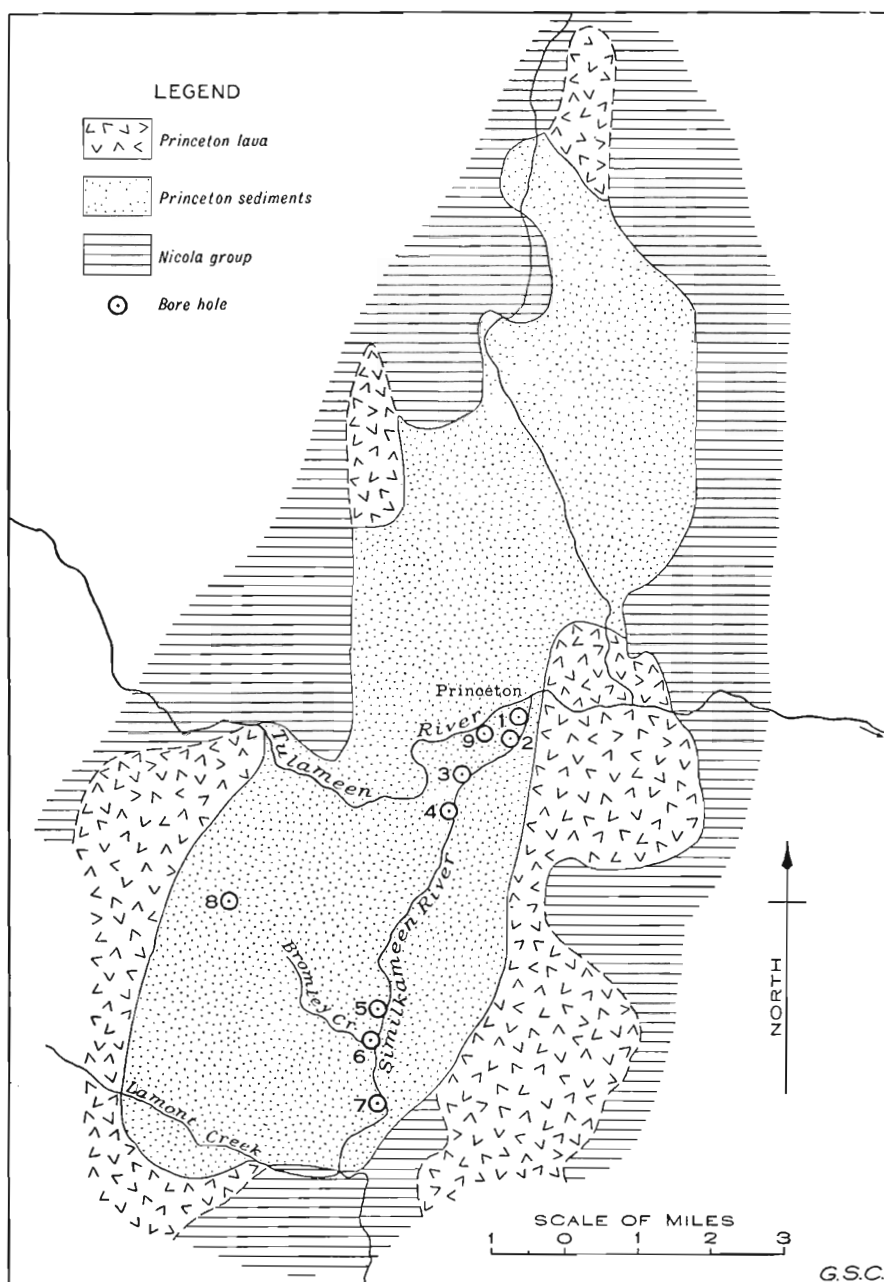 LEGEND
Princeton lava
Princeton sediments
Nicola group
Bore hole
Princeton
River
1
9
2
Tulameen
3
4
8
Similkameen River
Bromley Cr.
5
6
7
Lamont Creek
NORTH
SCALE OF MILES
1 0 1 2 3
G.S.C.